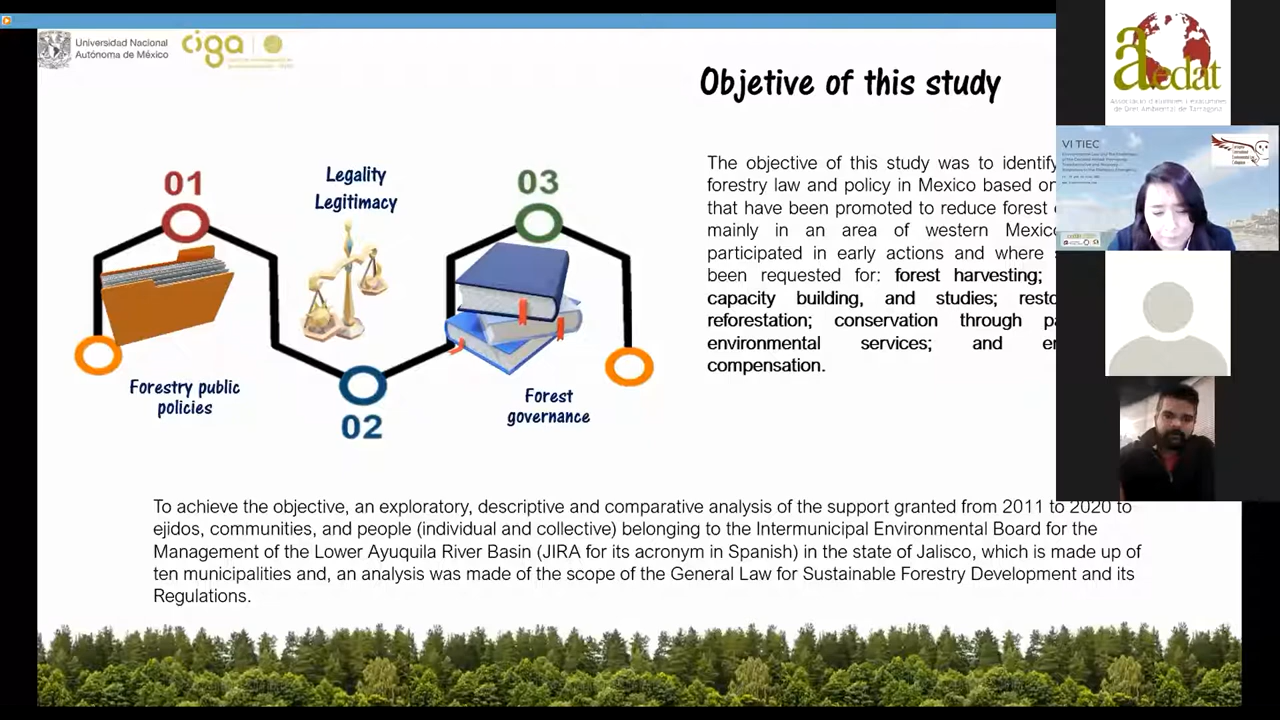 Universidad Nacional
Autónoma de México
ciga
Objetive of this study
aedat
Associació d'alumnes i exalumnes
de Dret Ambiental de Tarragona
VI TIEC
01
Legality
Legitimacy
03
The objective of this study was to identify
forestry law and policy in Mexico based on
that have been promoted to reduce forest
mainly in an area of western Mexico
participated in early actions and where
been requested for: forest harvesting;
capacity building, and studies; resto
reforestation; conservation through pa
environmental services; and en
compensation.
Forestry public
policies
02
Forest
governance
To achieve the objective, an exploratory, descriptive and comparative analysis of the support granted from 2011 to 2020 to
ejidos, communities, and people (individual and collective) belonging to the Intermunicipal Environmental Board for the
Management of the Lower Ayuquila River Basin (JIRA for its acronym in Spanish) in the state of Jalisco, which is made up of
ten municipalities and, an analysis was made of the scope of the General Law for Sustainable Forestry Development and its
Regulations.